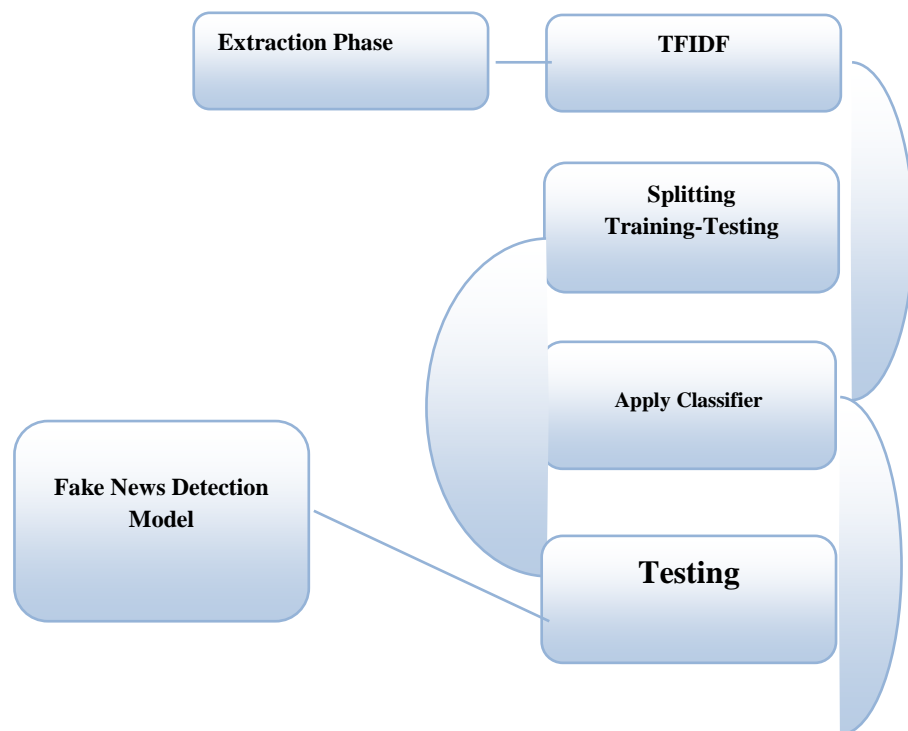 Extraction Phase
TFIDF
Splitting
Training-Testing
Apply Classifier
Fake News Detection
Model
Testing